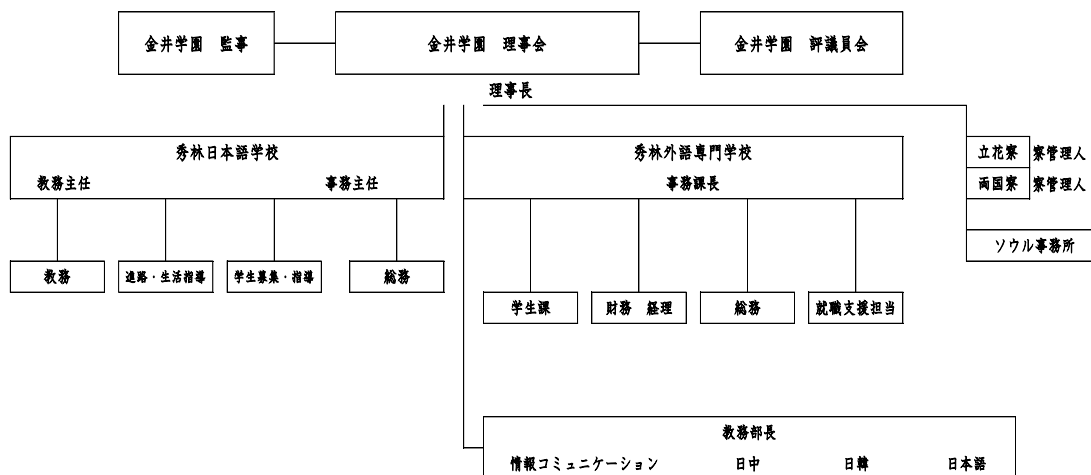 金井学園　監事
金井学園　理事会
金井学園　評議員会
理事長
秀林日本語学校
教務主任　事務主任
秀林外語専門学校
事務課長
立花寮　寮管理人
両国寮　寮管理人
ソウル事務所
教務
進路・生活指導
学生募集・指導
総務
学生課
財務　経理
総務
就職支援担当
教務部長
情報コミュニケーション　日中　日韓　日本語